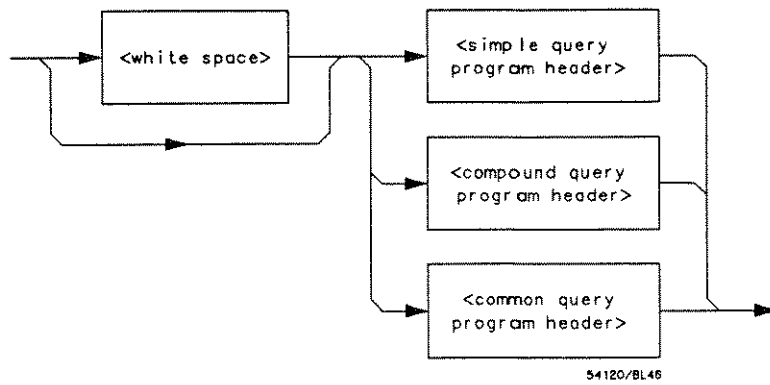 <white space>
<simple query
program header>
<compound query
program header>
<common query
program header>
54120/BL46